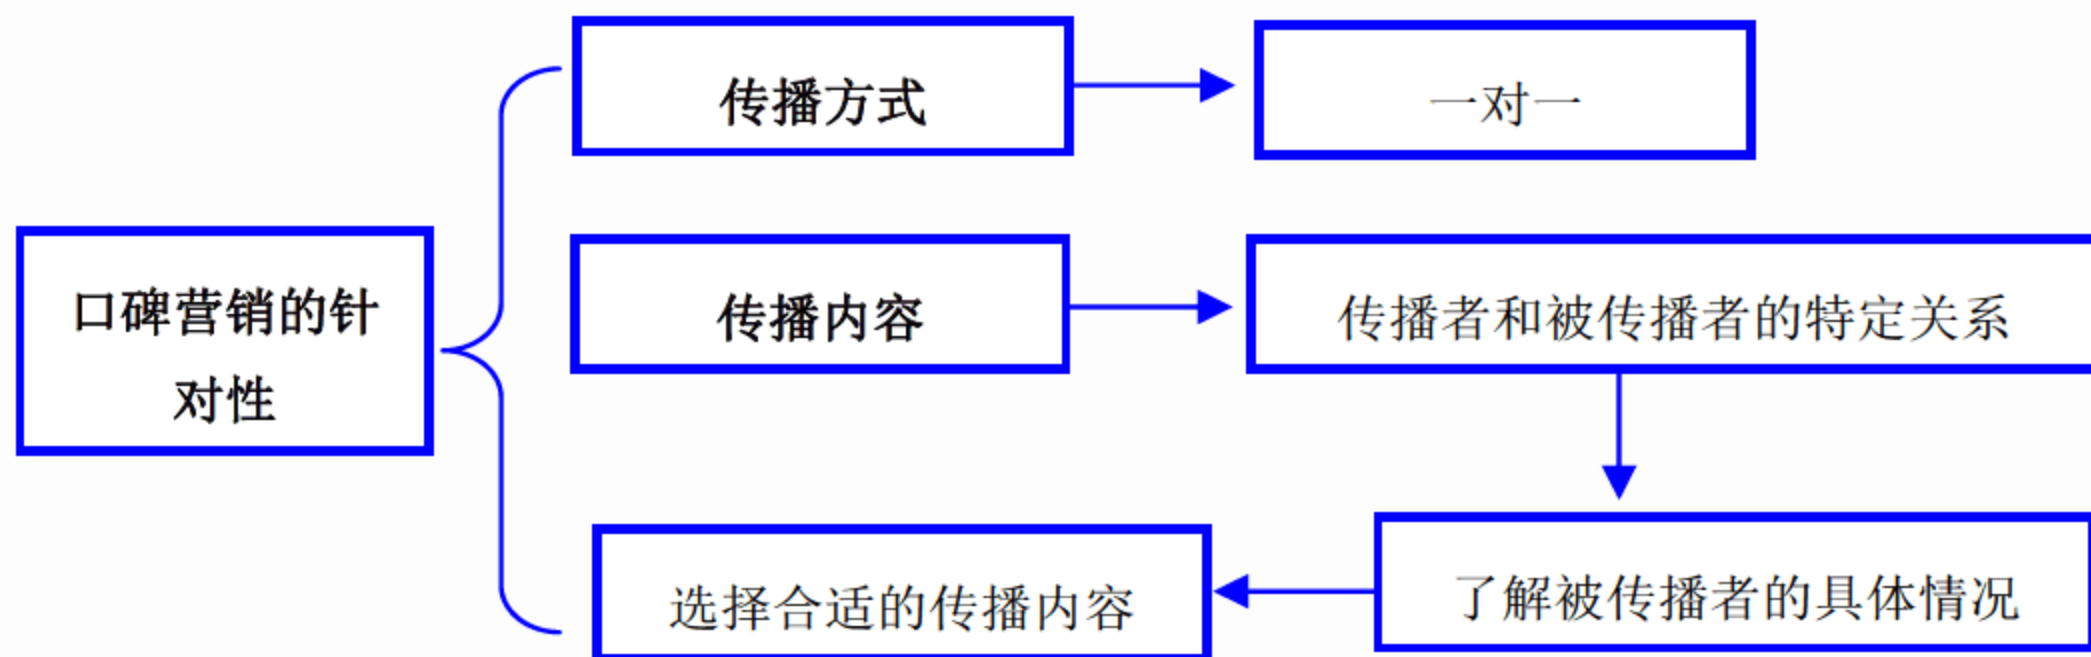 传播方式
一对一
口碑营销的针
对性
传播内容
传播者和被传播者的特定关系
选择合适的传播内容
了解被传播者的具体情况